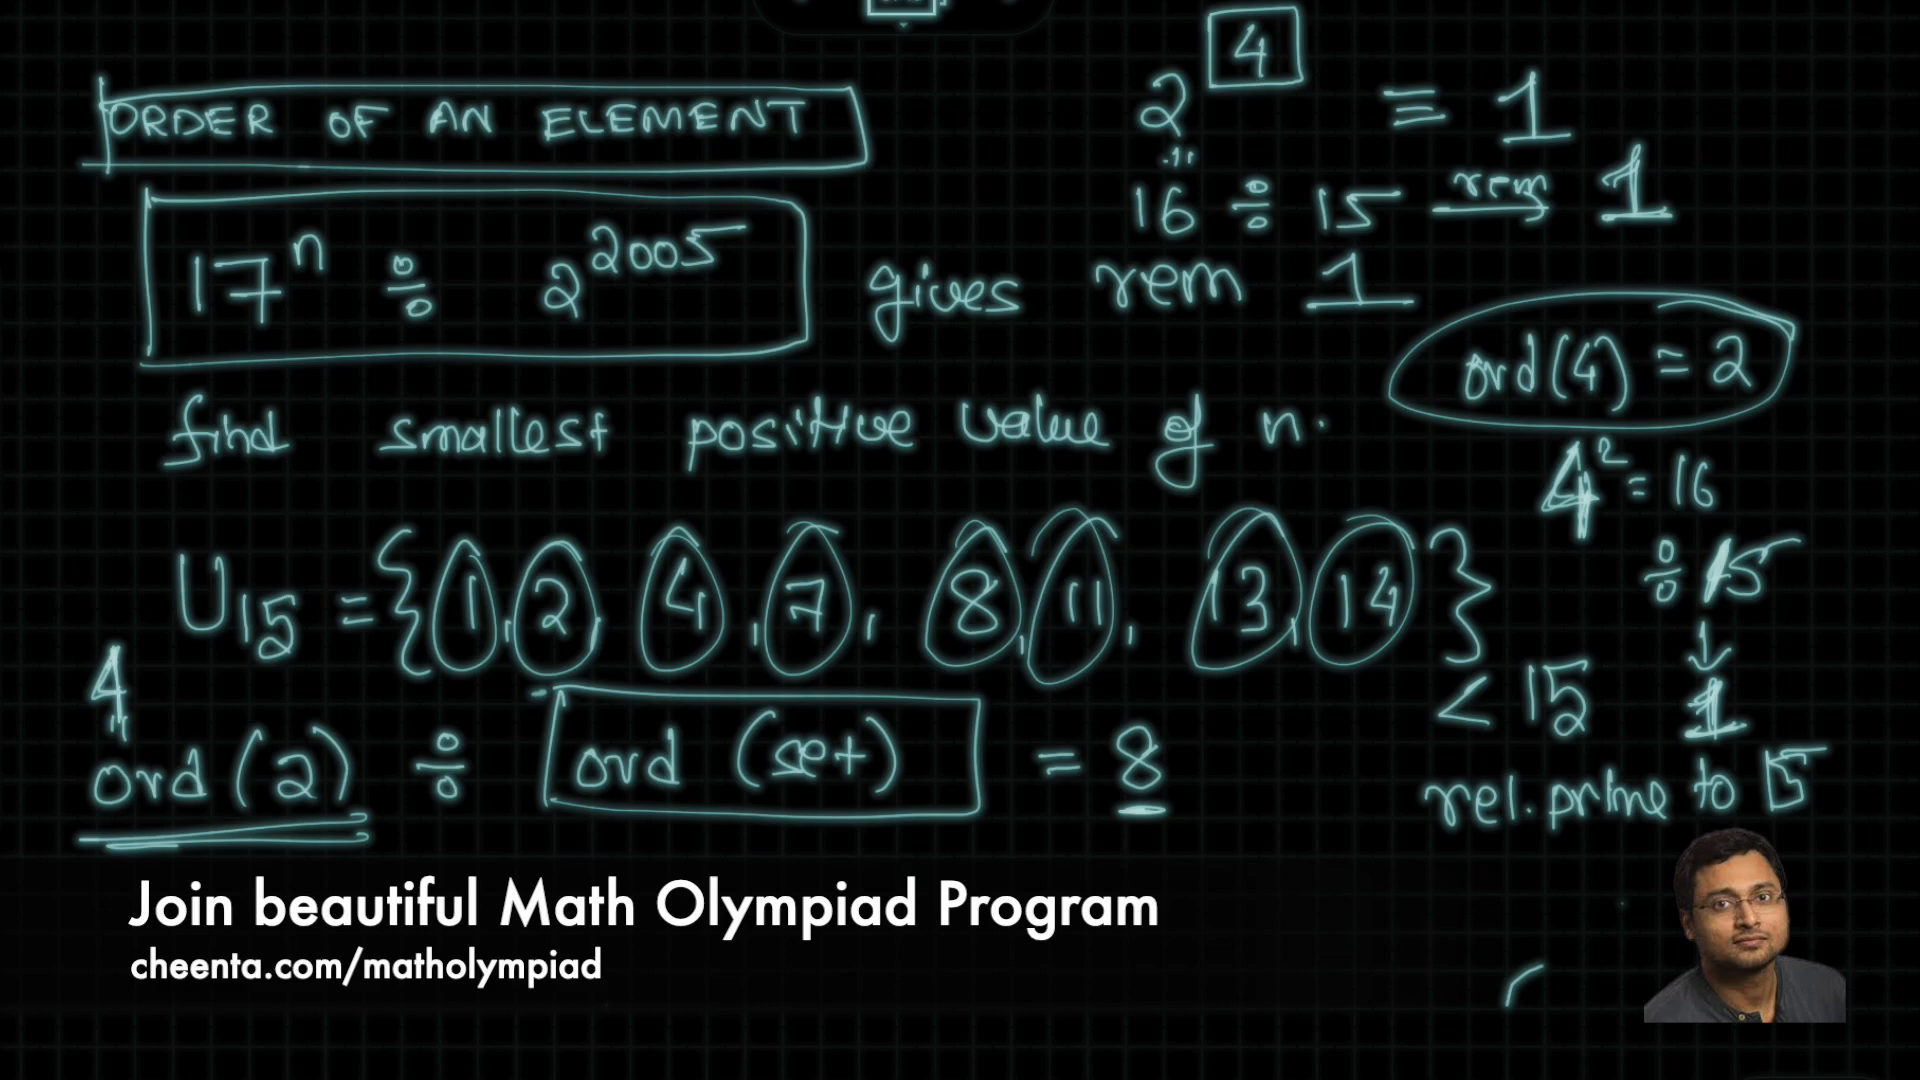 ORDER OF AN ELEMENT
2^4 ≡ 1
16 ÷ 15 rem 1
17^n ÷ 2^2005 gives rem 1
find smallest positive value of n.
ord(4) = 2
4^2 = 16
÷ 15
↓
1
U15 = {1, 2, 4, 7, 8, 11, 13, 14}
< 15
rel. prime to 15
4
"
ord(2) ÷ ord(set) = 8
Join beautiful Math Olympiad Program
cheenta.com/matholympiad